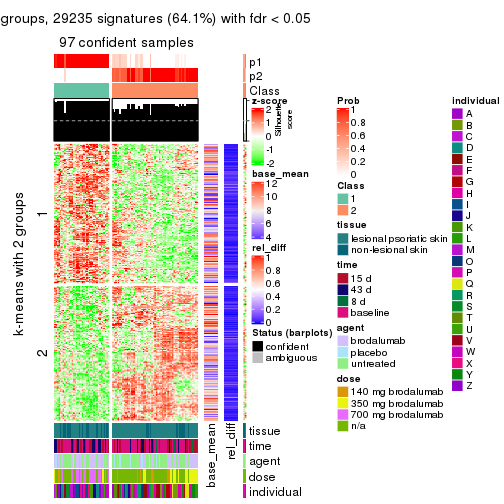 groups, 29235 signatures (64.1%) with fdr < 0.05
97 confident samples
p1
p2
Class
Silhouette score
k-means with 2 groups
1
2
base_mean
rel_diff
tissue
time
agent
dose
individual
z-score
2
1
0
-1
-2
base_mean
12
10
8
6
4
rel_diff
1
0.8
0.6
0.4
0.2
0
Status (barplots)
confident
ambiguous
Prob
1
0.8
0.6
0.4
0.2
0
Class
1
2
tissue
lesional psoriatic skin
non-lesional skin
time
15 d
43 d
8 d
baseline
agent
brodalumab
placebo
untreated
dose
140 mg brodalumab
350 mg brodalumab
700 mg brodalumab
n/a
individual
A
B
C
D
E
F
G
H
I
J
K
L
M
O
P
Q
R
S
T
U
V
W
X
Y
Z